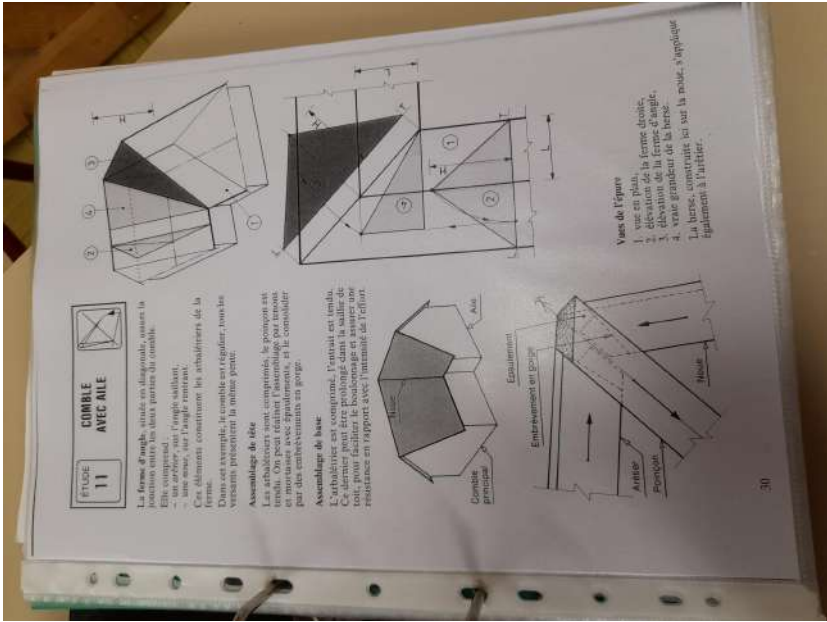 ÉTUDE
11
COMBLE
AVEC AILE
La ferme d'angle, située en diagonale, assure la
jonction entre les deux parties du comble.
Elle comprend :
– un arêtier, sur l'angle saillant,
– une noue, sur l'angle rentrant.
Ces éléments constituent les arbalétriers de la
ferme.
Dans cet exemple, le comble est régulier, tous les
versants présentent la même pente.
Assemblage de tête
Les arbalétriers sont comprimés, le poinçon est
tendu. On peut réaliser l'assemblage par tenons
et mortaises avec épaulements, et le consolider
par des embrèvements en gorge.
Assemblage de base
L'arbalétrier est comprimé, l'entrait est tendu.
Ce dernier peut être prolongé dans la saillie de
toit, pour faciliter le boulonnage et assurer une
résistance en rapport avec l'intensité de l'effort.
Noue
Comble
principal
Aile
Épaulement
Embrèvement en gorge
Arêtier
Poinçon
Noue
30
H
1
2
3
4
L
H
H
L
1
2
4
Vues de l'épure
1. vue en plan,
2. élévation de la ferme droite,
3. élévation de la ferme d'angle,
4. vraie grandeur de la herse.
La herse, construite ici sur la noue, s'applique
également à l'arêtier.